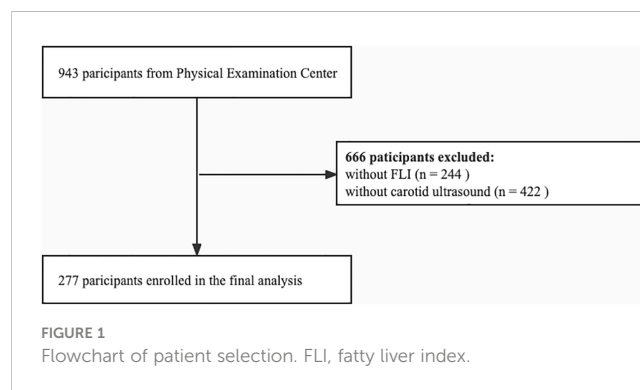 943 paricipants from Physical Examination Center
666 paticipants excluded:
without FLI (n = 244 )
without carotid ultrasound (n = 422 )
277 paricipants enrolled in the final analysis
FIGURE 1
Flowchart of patient selection. FLI, fatty liver index.